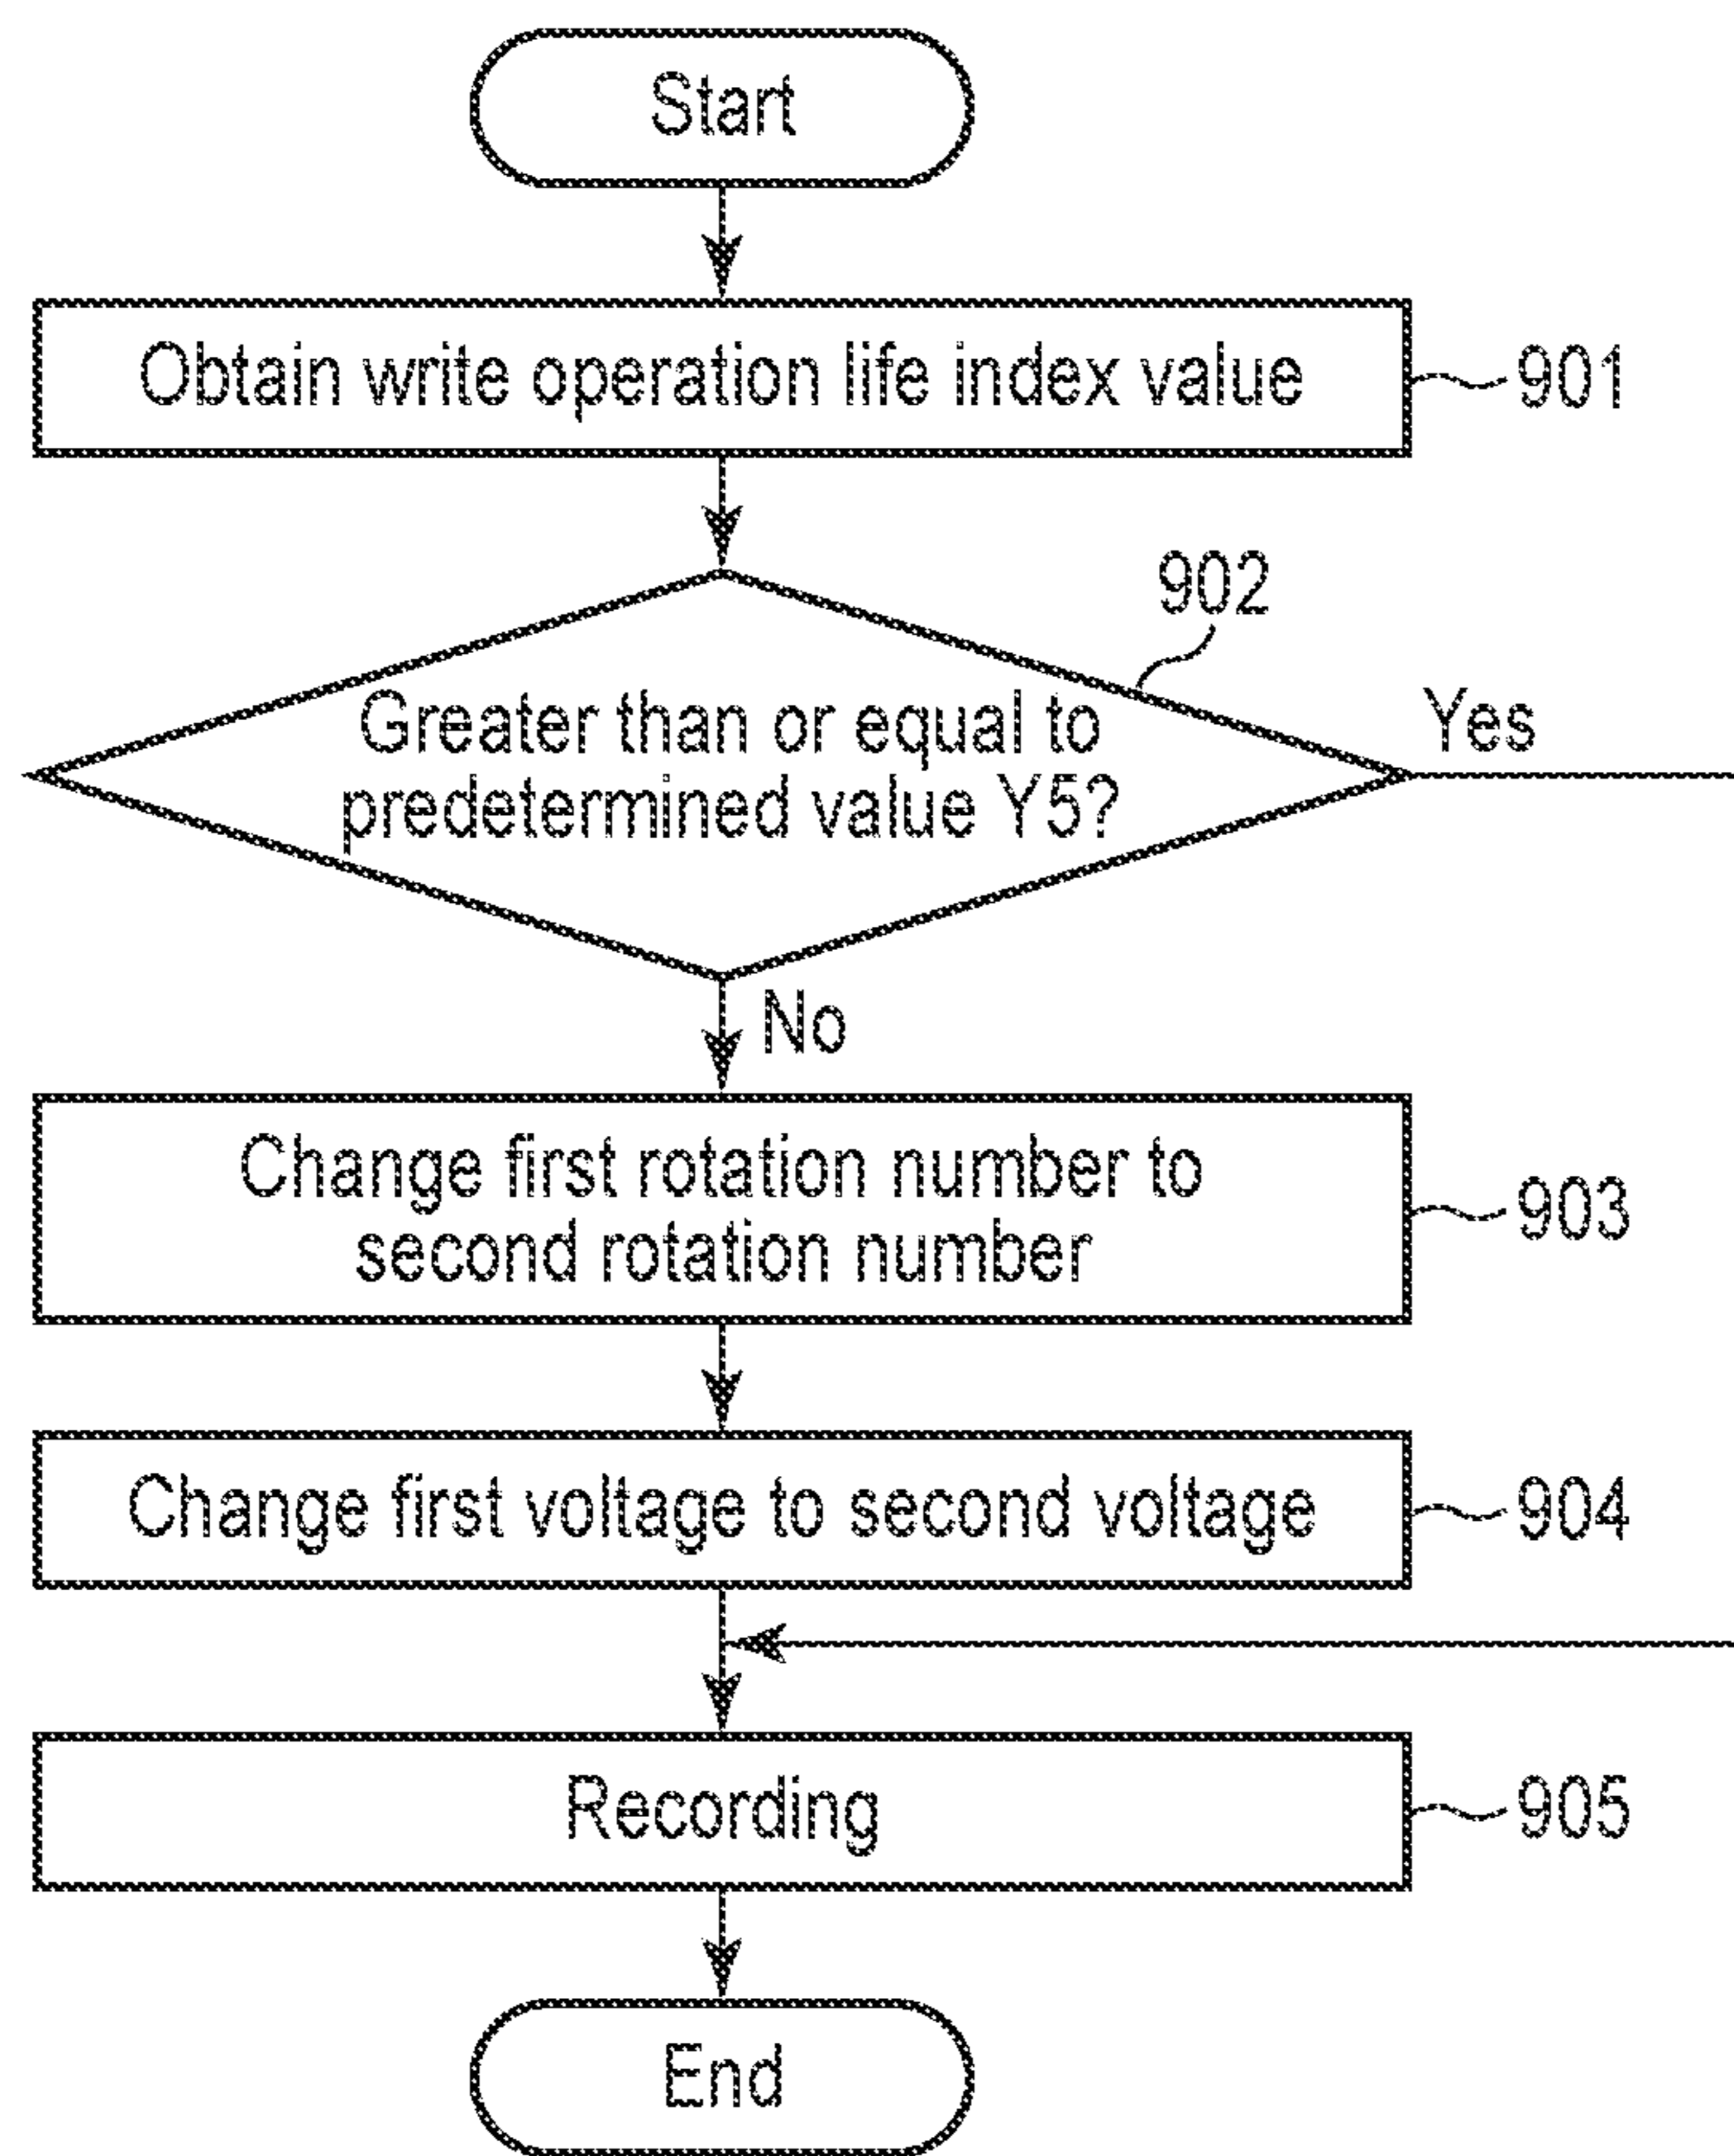 Start
Obtain write operation life index value
901
902
Greater than or equal to
predetermined value Y5?
Yes
No
Change first rotation number to
second rotation number
903
Change first voltage to second voltage
904
Recording
905
End